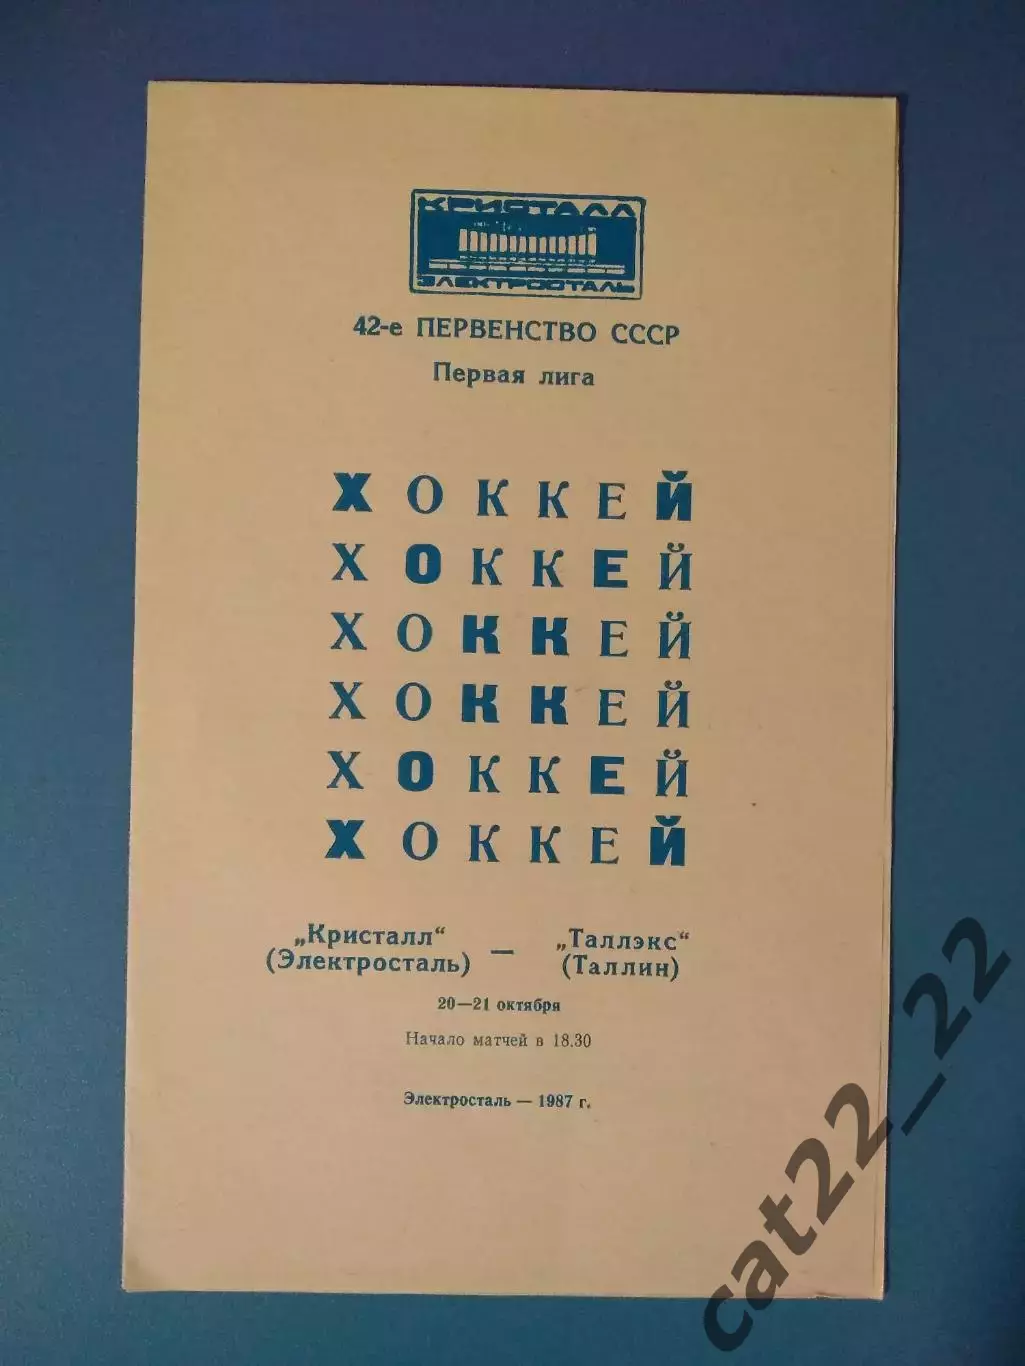 КРИСТАЛЛ
ЭЛЕКТРОСТАЛЬ
42-е ПЕРВЕНСТВО СССР
Первая лига
ХОККЕЙ
ХОККЕЙ
ХОККЕЙ
ХОККЕЙ
ХОККЕЙ
ХОККЕЙ
„Кристалл“ — „Таллэкс“
(Электросталь) (Таллин)
20—21 октября
Начало матчей в 18.30
Электросталь — 1987 г.
cat22_22